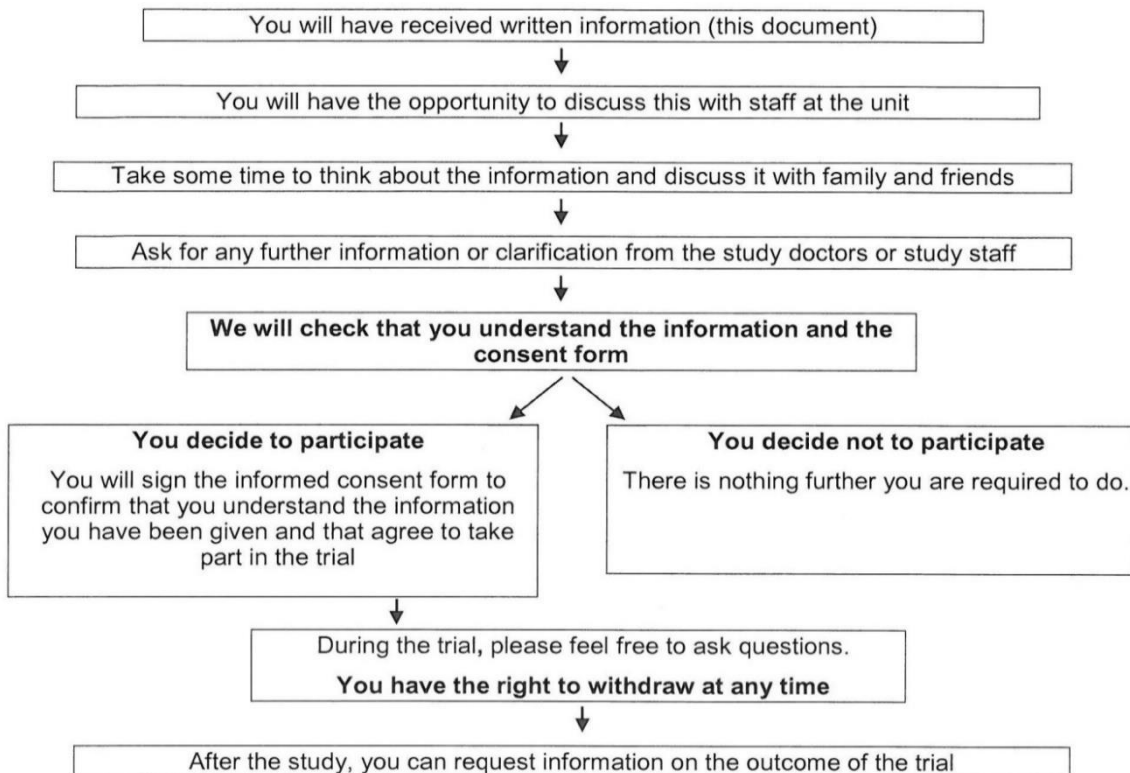 You will have received written information (this document)
You will have the opportunity to discuss this with staff at the unit
Take some time to think about the information and discuss it with family and friends
Ask for any further information or clarification from the study doctors or study staff
We will check that you understand the information and the
consent form
You decide to participate
You will sign the informed consent form to
confirm that you understand the information
you have been given and that agree to take
part in the trial
You decide not to participate
There is nothing further you are required to do.
During the trial, please feel free to ask questions.
You have the right to withdraw at any time
After the study, you can request information on the outcome of the trial